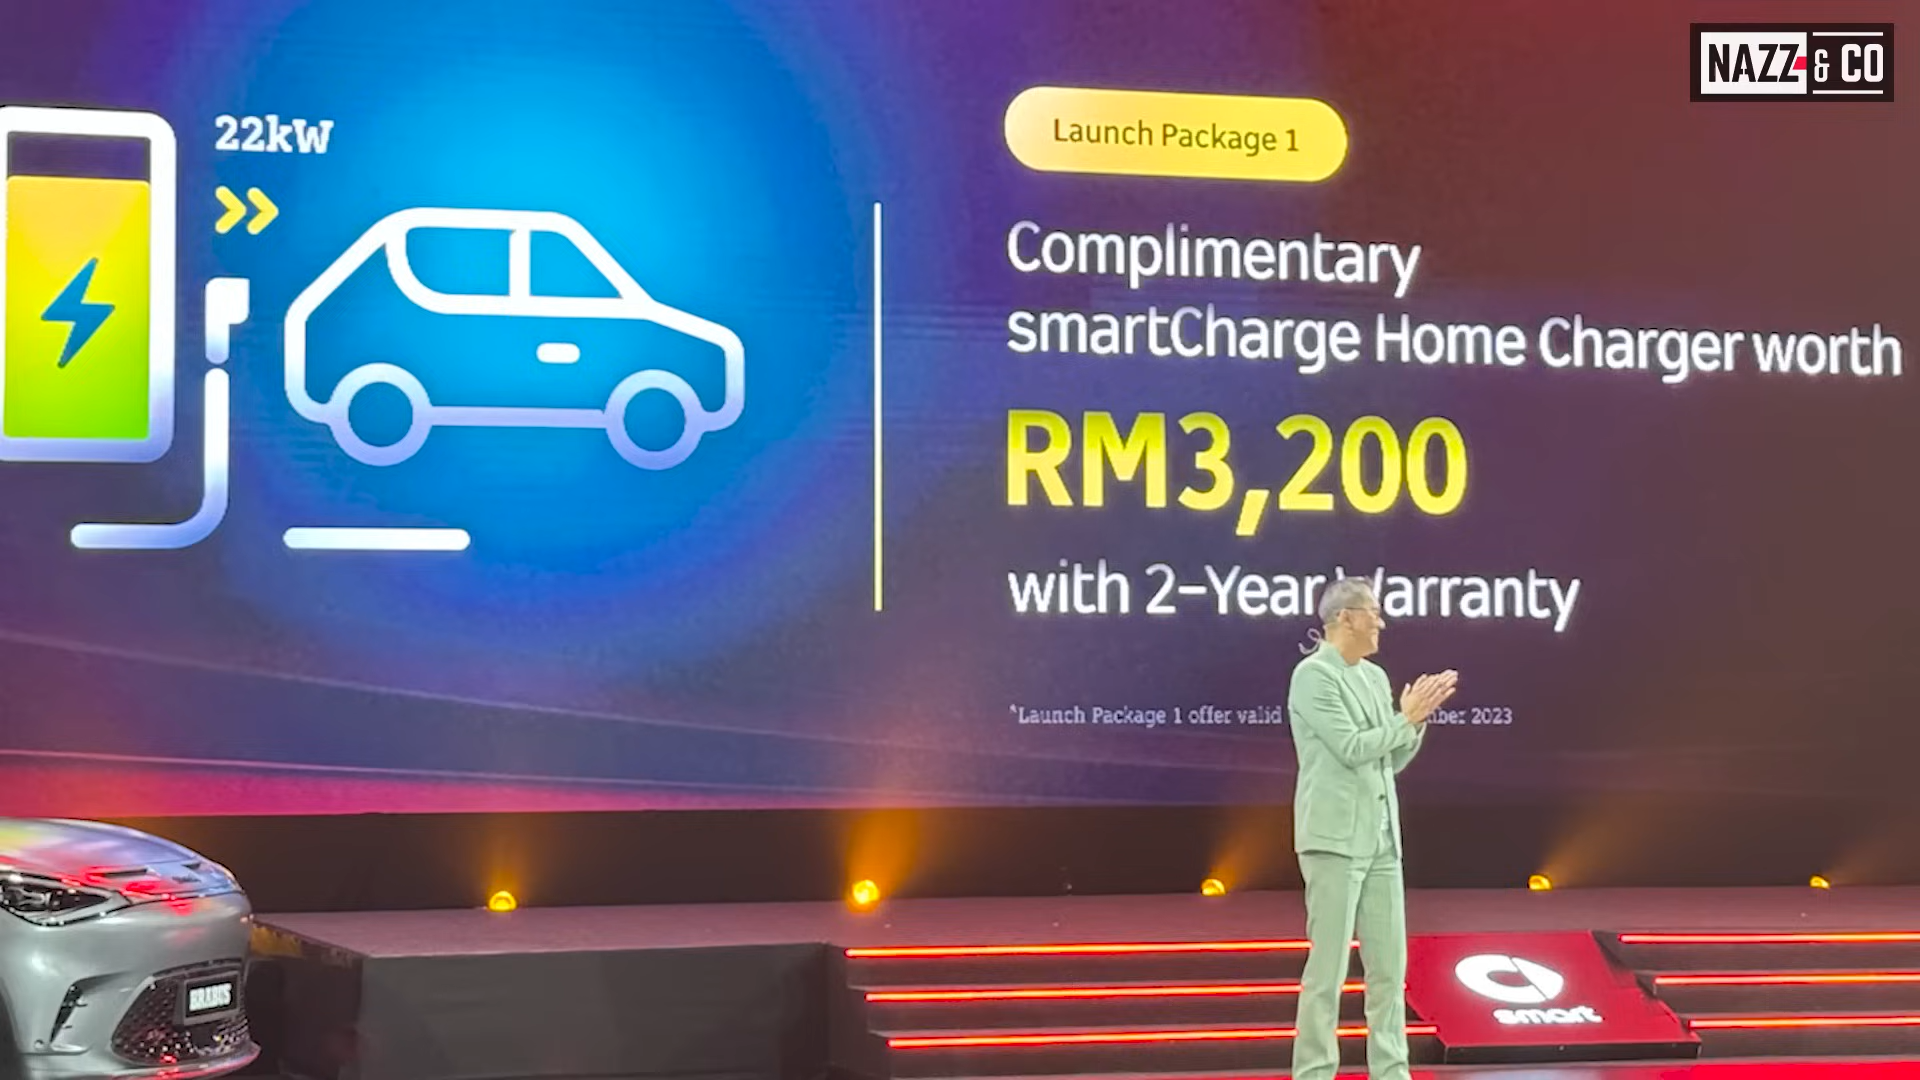 NAZZ & CO
22kW
Launch Package 1
Complimentary
smartCharge Home Charger worth
RM3,200
with 2-Year Warranty
*Launch Package 1 offer valid 2023
BRABUS
smart